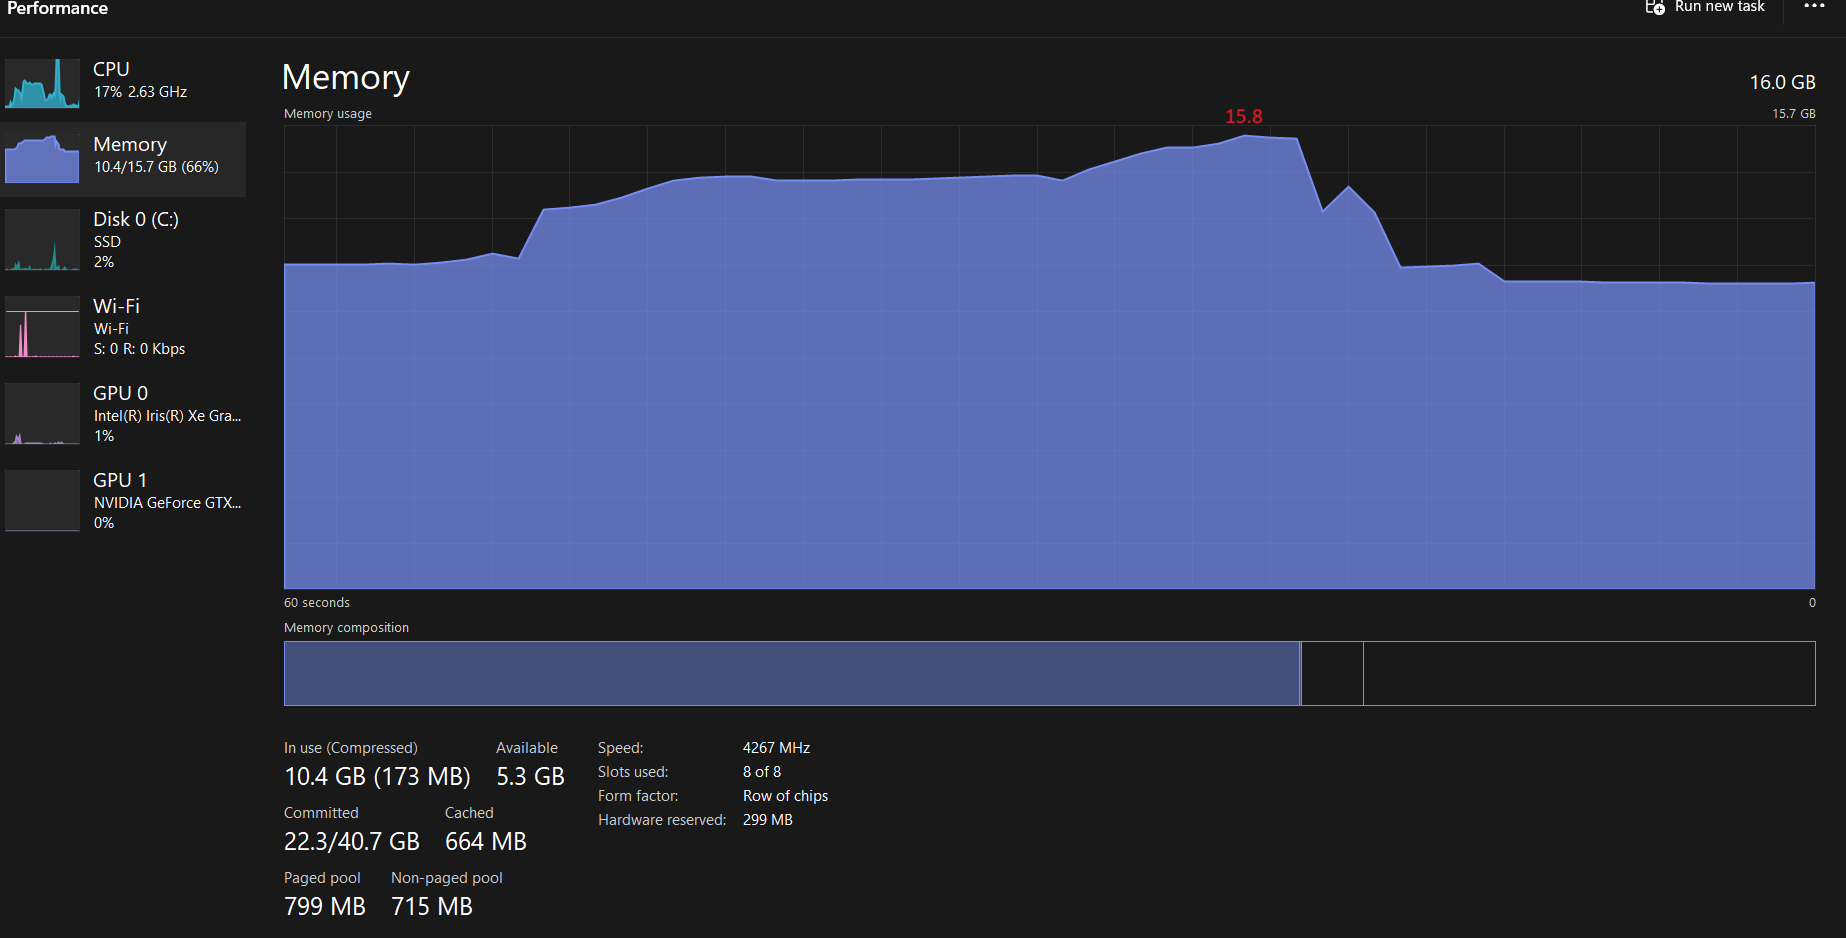 Performance
Run new task
CPU
17% 2.63 GHz
Memory
10.4/15.7 GB (66%)
Disk 0 (C:)
SSD
2%
Wi-Fi
Wi-Fi
S: 0 R: 0 Kbps
GPU 0
Intel(R) Iris(R) Xe Gra...
1%
GPU 1
NVIDIA GeForce GTX...
0%
Memory
16.0 GB
Memory usage
15.7 GB
15.8
60 seconds
0
Memory composition
In use (Compressed)
10.4 GB (173 MB)
Available
5.3 GB
Committed
22.3/40.7 GB
Cached
664 MB
Paged pool
799 MB
Non-paged pool
715 MB
Speed: 4267 MHz
Slots used: 8 of 8
Form factor: Row of chips
Hardware reserved: 299 MB